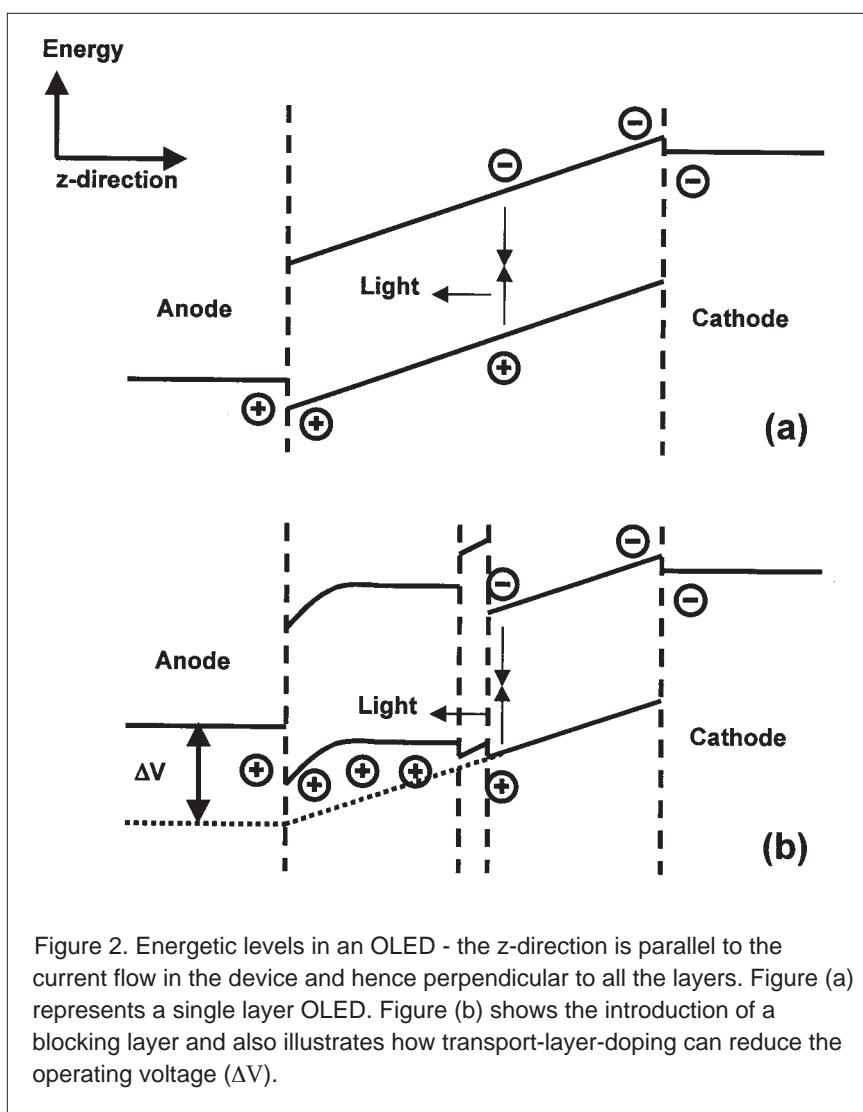 Energy
z-direction
Light
Anode
Cathode
(a)
Anode
Light
Cathode
ΔV
(b)
Figure 2. Energetic levels in an OLED - the z-direction is parallel to the
current flow in the device and hence perpendicular to all the layers. Figure (a)
represents a single layer OLED. Figure (b) shows the introduction of a
blocking layer and also illustrates how transport-layer-doping can reduce the
operating voltage (ΔV).